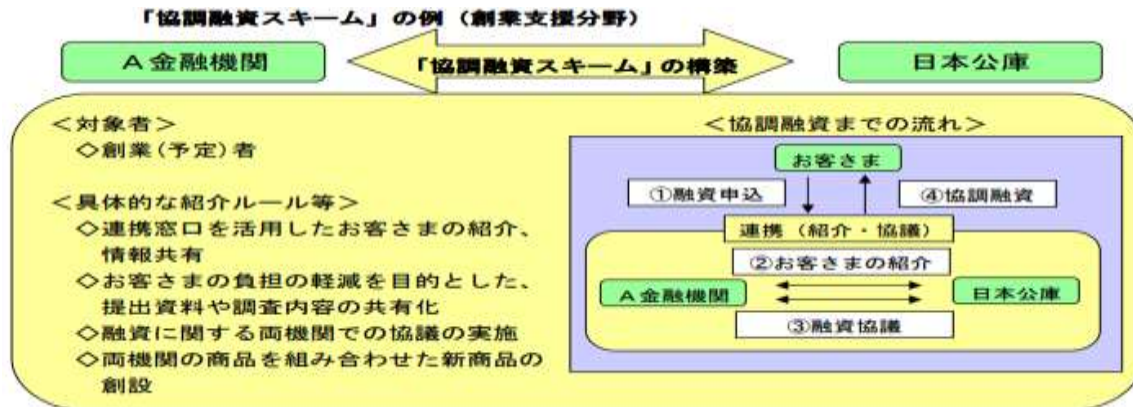 「協調融資スキーム」の例（創業支援分野）
A金融機関
「協調融資スキーム」の構築
日本公庫
＜対象者＞
◇創業(予定)者
＜具体的な紹介ルール等＞
◇連携窓口を活用したお客さまの紹介、
情報共有
◇お客さまの負担の軽減を目的とした、
提出資料や調査内容の共有化
◇融資に関する両機関での協議の実施
◇両機関の商品を組み合わせた新商品の
創設
＜協調融資までの流れ＞
お客さま
①融資申込
④協調融資
連携（紹介・協議）
②お客さまの紹介
A金融機関
日本公庫
③融資協議